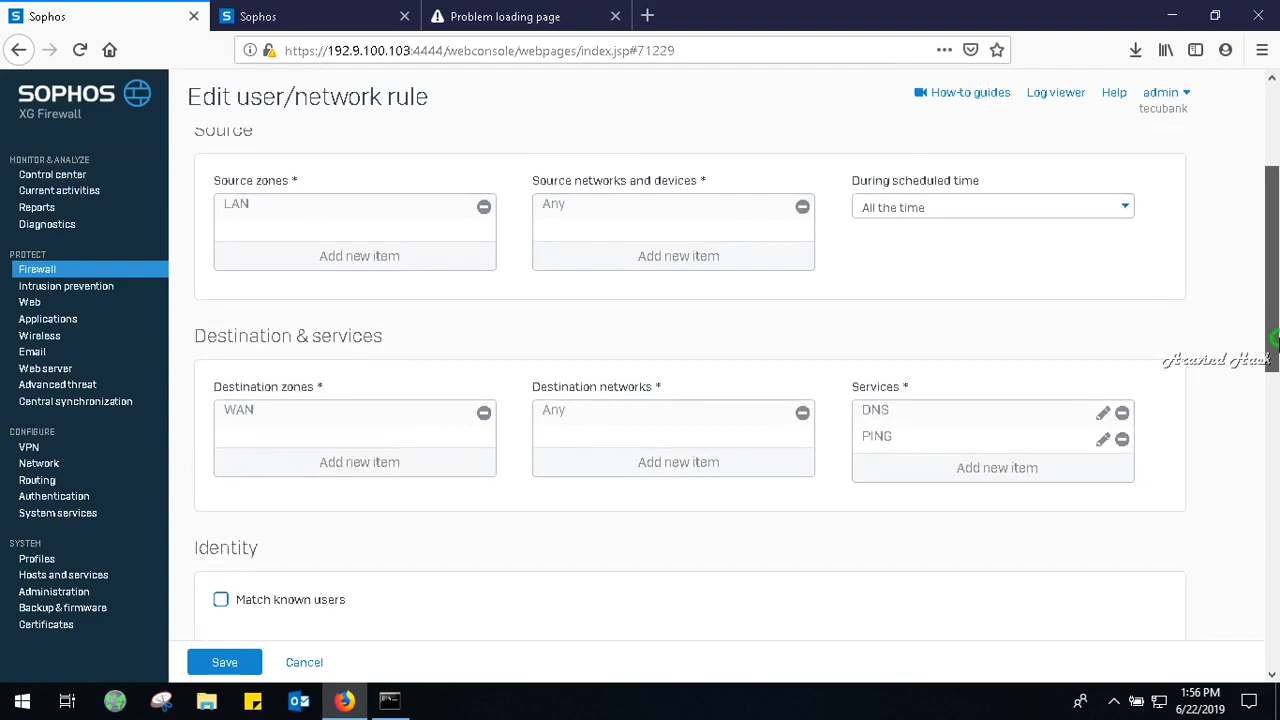 Sophos
Sophos
Problem loading page
https://192.9.100.103:4444/webconsole/webpages/index.jsp#71229
SOPHOS
XG Firewall
Edit user/network rule
How-to guides
Log viewer
Help
admin
tecubank
MONITOR & ANALYZE
Control center
Current activities
Reports
Diagnostics
PROTECT
Firewall
Intrusion prevention
Web
Applications
Wireless
Email
Web server
Advanced threat
Central synchronization
CONFIGURE
VPN
Network
Routing
Authentication
System services
SYSTEM
Profiles
Hosts and services
Administration
Backup & firmware
Certificates
Source
Source zones *
LAN
Add new item
Source networks and devices *
Any
Add new item
During scheduled time
All the time
Destination & services
Destination zones *
WAN
Add new item
Destination networks *
Any
Add new item
Services *
DNS
PING
Add new item
Identity
Match known users
Save
Cancel
Aravind Hack
1:56 PM
6/22/2019